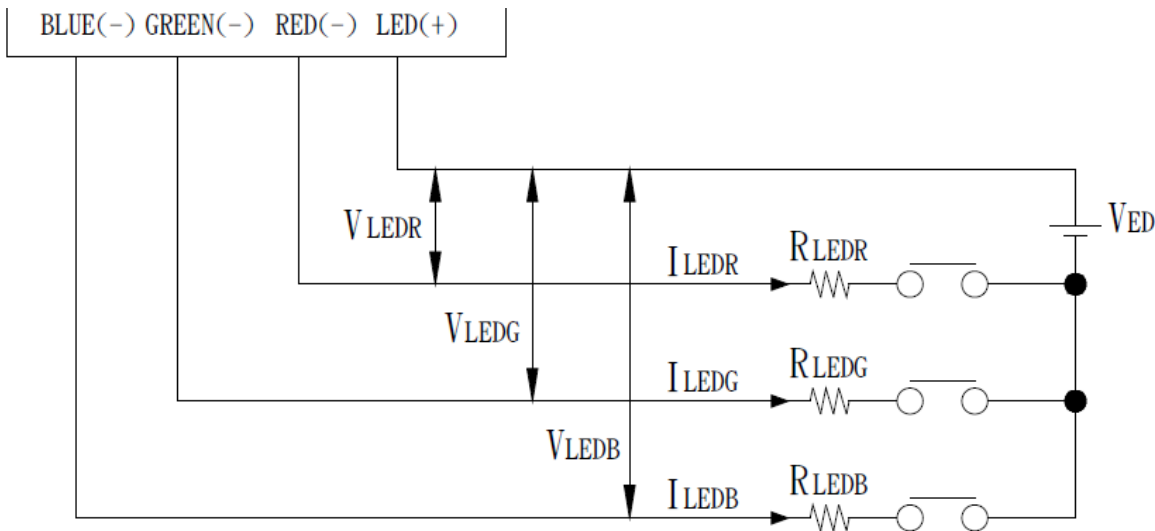 BLUE(-) GREEN(-) RED(-) LED(+)
VLEDR
VED
ILEDR RLEDR
VLEDG
ILEDG RLEDG
VLEDB
ILEDB RLEDB